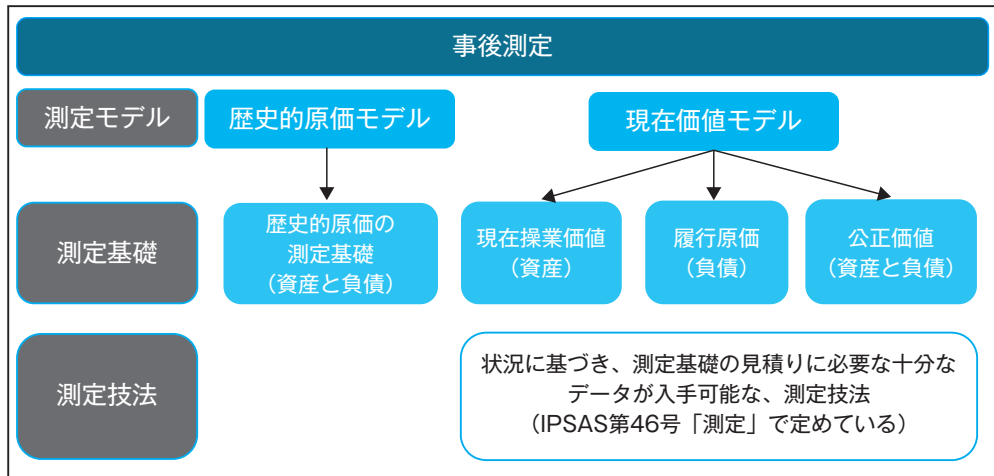 事後測定
測定モデル
歴史的原価モデル
現在価値モデル
測定基礎
歴史的原価の
測定基礎
（資産と負債）
現在操業価値
（資産）
履行原価
（負債）
公正価値
（資産と負債）
測定技法
状況に基づき、測定基礎の見積りに必要な十分な
データが入手可能な、測定技法
（IPSAS第46号「測定」で定めている）